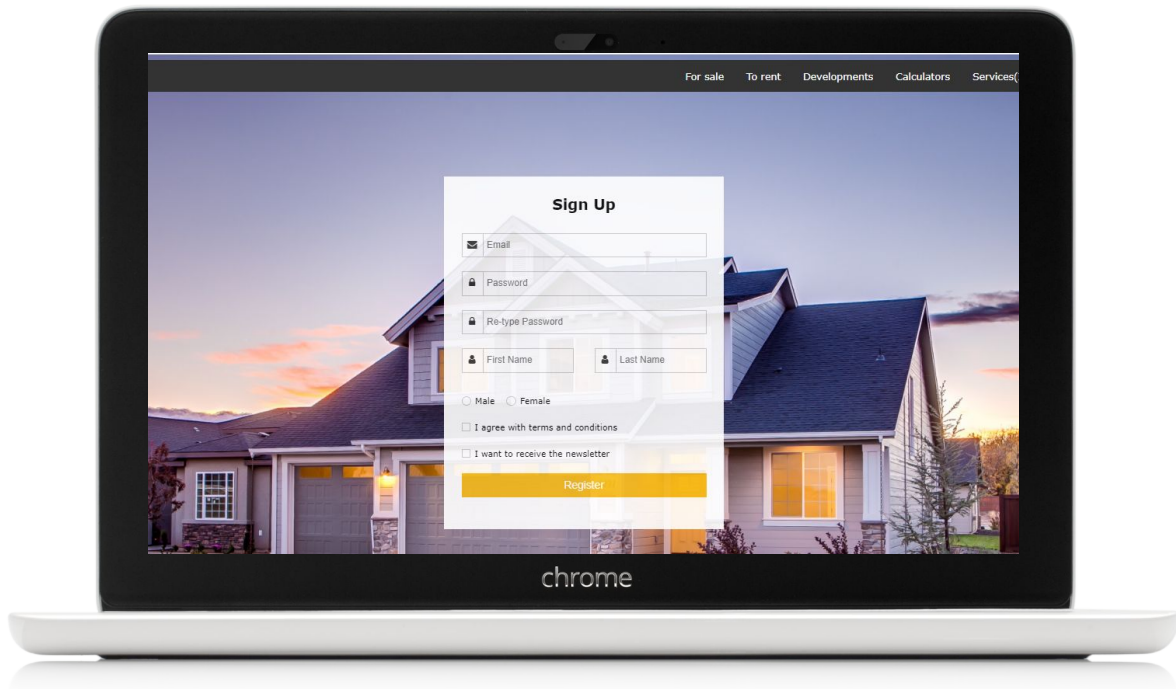 For sale To rent Developments Calculators Services(
Sign Up
Email
Password
Re-type Password
First Name Last Name
Male Female
I agree with terms and conditions
I want to receive the newsletter
Register
chrome